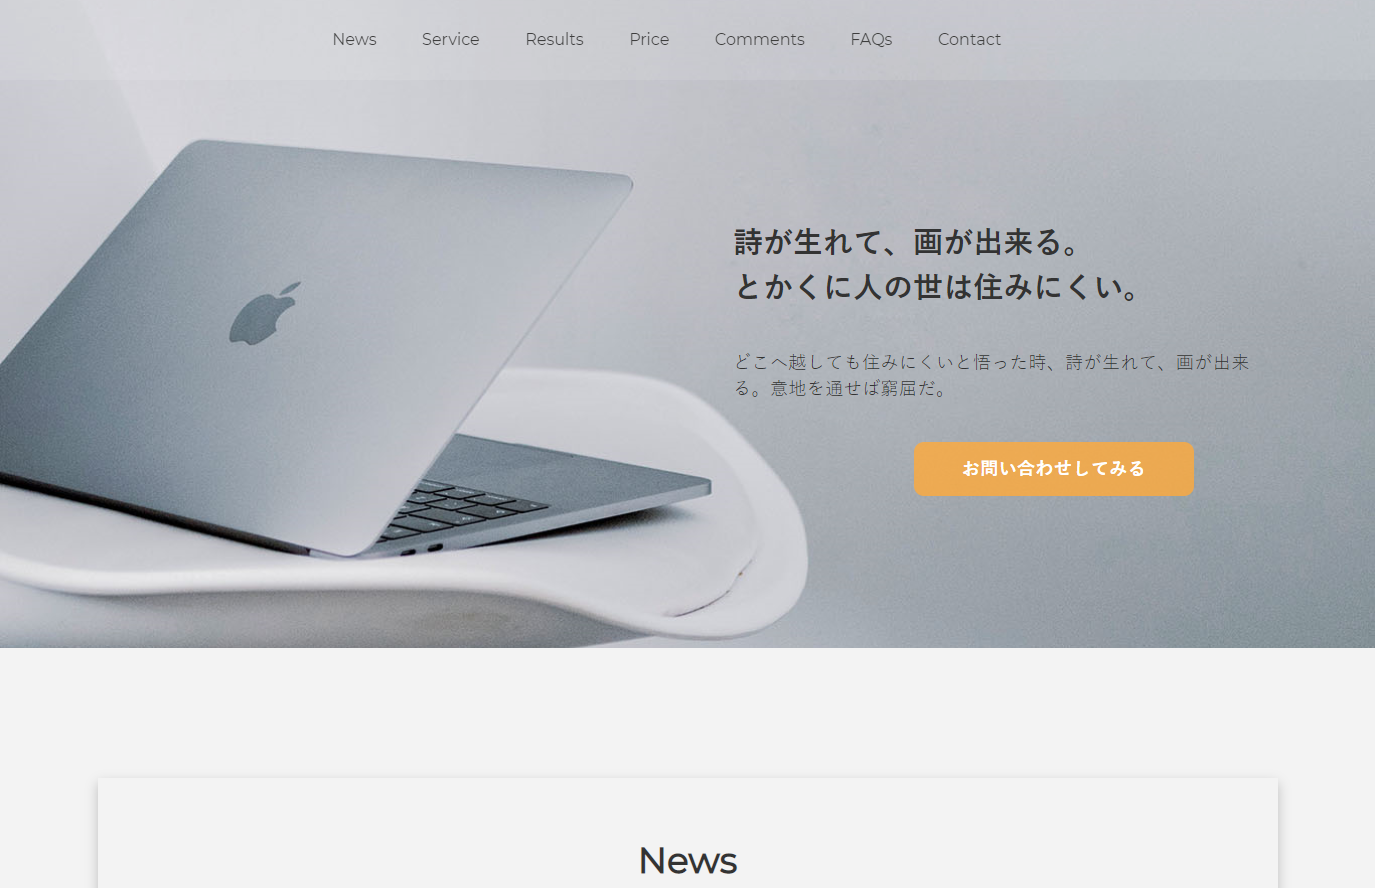 News
Service
Results
Price
Comments
FAQs
Contact
詩が生れて、画が出来る。
とかくに人の世は住みにくい。
どこへ越しても住みにくいと悟った時、詩が生れて、画が出来
る。意地を通せば窮屈だ。
お問い合わせしてみる
News